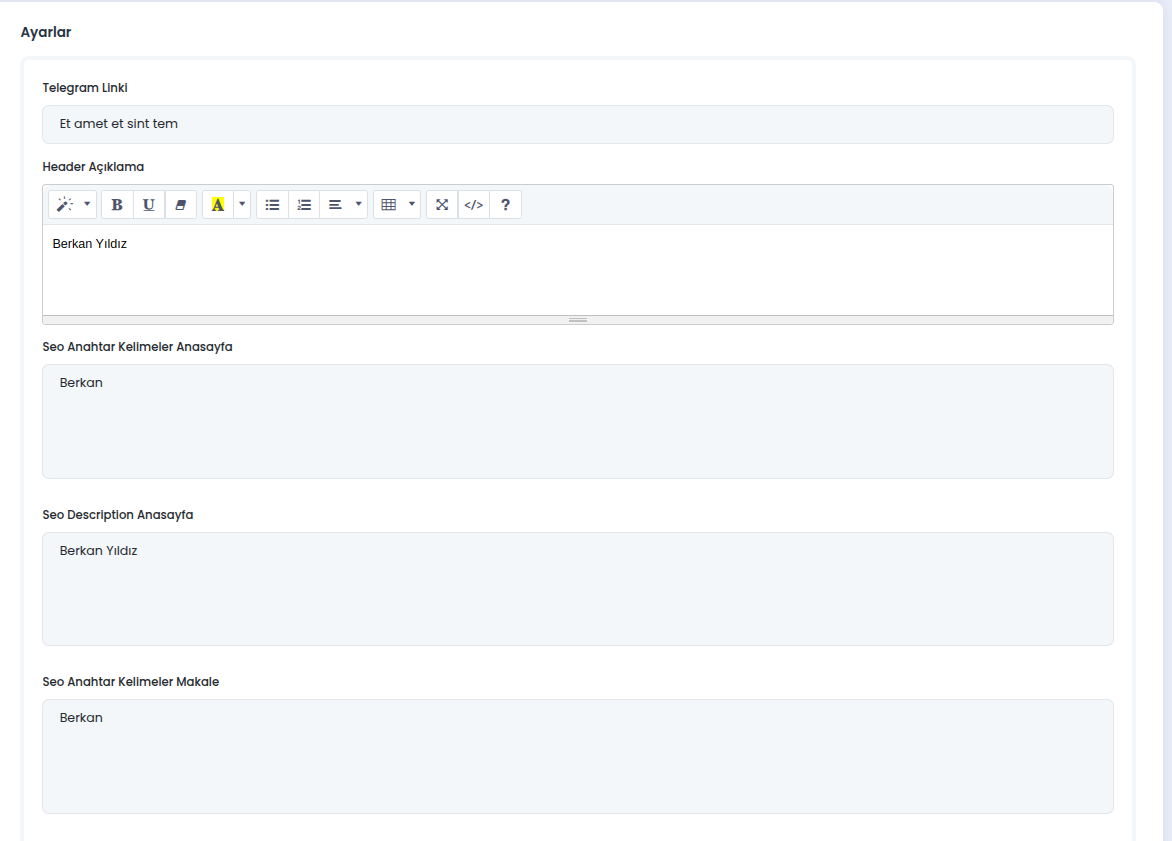 Ayarlar
Telegram Linki
Et amet et sint tem
Header Açıklama
B U A </> ?
Berkan Yıldız
Seo Anahtar Kelimeler Anasayfa
Berkan
Seo Description Anasayfa
Berkan Yıldız
Seo Anahtar Kelimeler Makale
Berkan